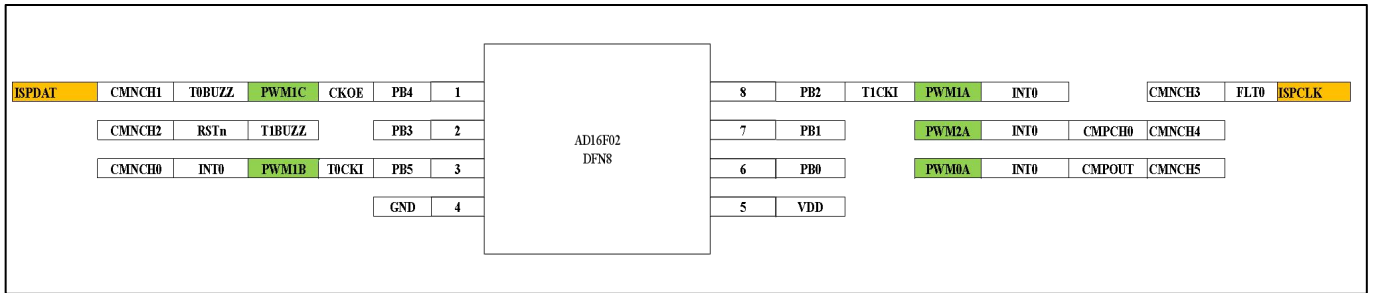 ISPDAT CMNCH1 T0BUZZ PWM1C CKOE PB4 1 8 PB2 T1CKI PWM1A INT0 CMNCH3 FLT0 ISPCLK
CMNCH2 RSTn T1BUZZ PB3 2 7 PB1 PWM2A INT0 CMPCH0 CMNCH4
AD16F02
DFN8
CMNCH0 INT0 PWM1B T0CKI PB5 3 6 PB0 PWM0A INT0 CMPOUT CMNCH5
GND 4 5 VDD